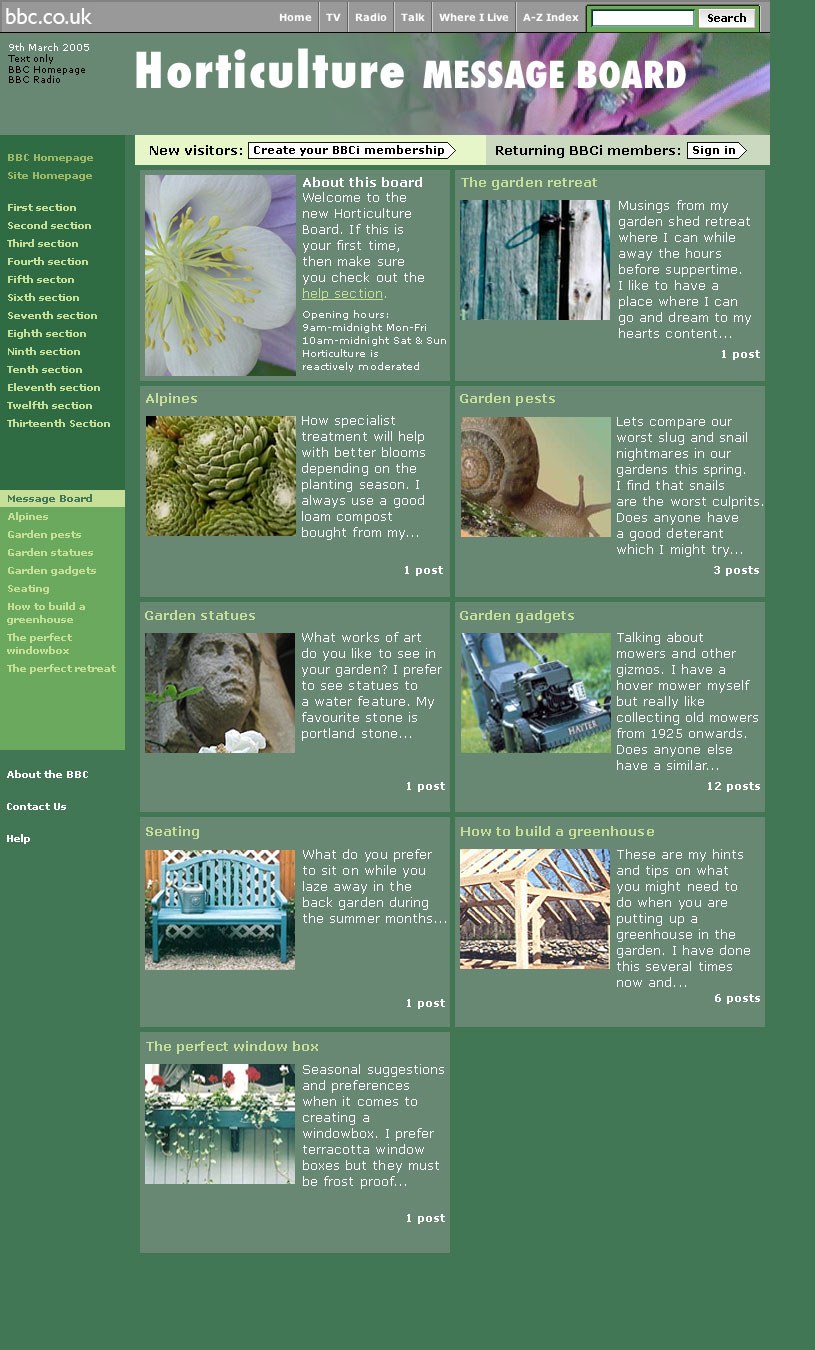 bbc.co.uk
Home
TV
Radio
Talk
Where I Live
A-Z Index
Search
9th March 2005
Text only
BBC Homepage
BBC Radio
Horticulture MESSAGE BOARD
New visitors: Create your BBCi membership
Returning BBCi members: Sign in
BBC Homepage
Site Homepage
First section
Second section
Third section
Fourth section
Fifth secton
Sixth section
Seventh section
Eighth section
Ninth section
Tenth section
Eleventh section
Twelfth section
Thirteenth Section
Message Board
Alpines
Garden pests
Garden statues
Garden gadgets
Seating
How to build a
greenhouse
The perfect
windowbox
The perfect retreat
About the BBC
Contact Us
Help
About this board
Welcome to the
new Horticulture
Board. If this is
your first time,
then make sure
you check out the
help section.
Opening hours:
9am-midnight Mon-Fri
10am-midnight Sat & Sun
Horticulture is
reactively moderated
The garden retreat
Musings from my
garden shed retreat
where I can while
away the hours
before suppertime.
I like to have a
place where I can
go and dream to my
hearts content...
1 post
Alpines
How specialist
treatment will help
with better blooms
depending on the
planting season. I
always use a good
loam compost
bought from my...
1 post
Garden pests
Lets compare our
worst slug and snail
nightmares in our
gardens this spring.
I find that snails
are the worst culprits.
Does anyone have
a good deterant
which I might try...
3 posts
Garden statues
What works of art
do you like to see in
your garden? I prefer
to see statues to
a water feature. My
favourite stone is
portland stone...
1 post
Garden gadgets
HAYTER
Talking about
mowers and other
gizmos. I have a
hover mower myself
but really like
collecting old mowers
from 1925 onwards.
Does anyone else
have a similar...
12 posts
Seating
What do you prefer
to sit on while you
laze away in the
back garden during
the summer months...
1 post
How to build a greenhouse
These are my hints
and tips on what
you might need to
do when you are
putting up a
greenhouse in the
garden. I have done
this several times
now and...
6 posts
The perfect window box
Seasonal suggestions
and preferences
when it comes to
creating a
windowbox. I prefer
terracotta window
boxes but they must
be frost proof...
1 post